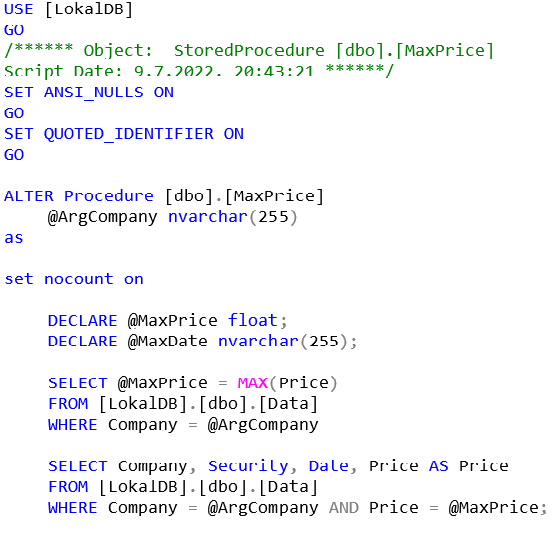 USE [LokalDB]
GO
/****** Object:  StoredProcedure [dbo].[MaxPrice]
Script Date: 9.7.2022. 20:43:21 ******/
SET ANSI_NULLS ON
GO
SET QUOTED_IDENTIFIER ON
GO
ALTER Procedure [dbo].[MaxPrice]
@ArgCompany nvarchar(255)
as
set nocount on
DECLARE @MaxPrice float;
DECLARE @MaxDate nvarchar(255);
SELECT @MaxPrice = MAX(Price)
FROM [LokalDB].[dbo].[Data]
WHERE Company = @ArgCompany
SELECT Company, Security, Date, Price AS Price
FROM [LokalDB].[dbo].[Data]
WHERE Company = @ArgCompany AND Price = @MaxPrice;